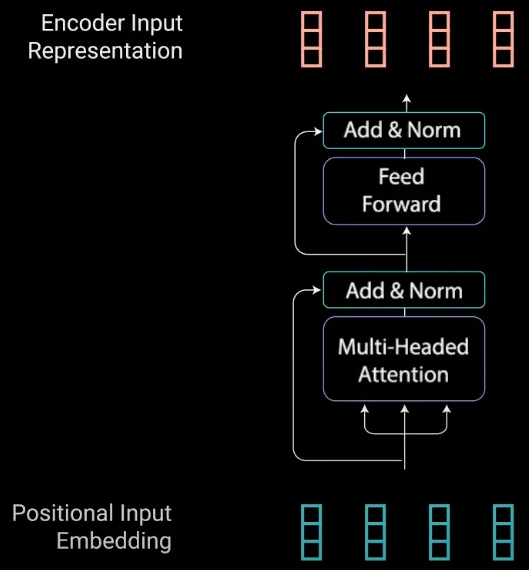 Encoder Input
Representation
Add & Norm
Feed
Forward
Add & Norm
Multi-Headed
Attention
Positional Input
Embedding